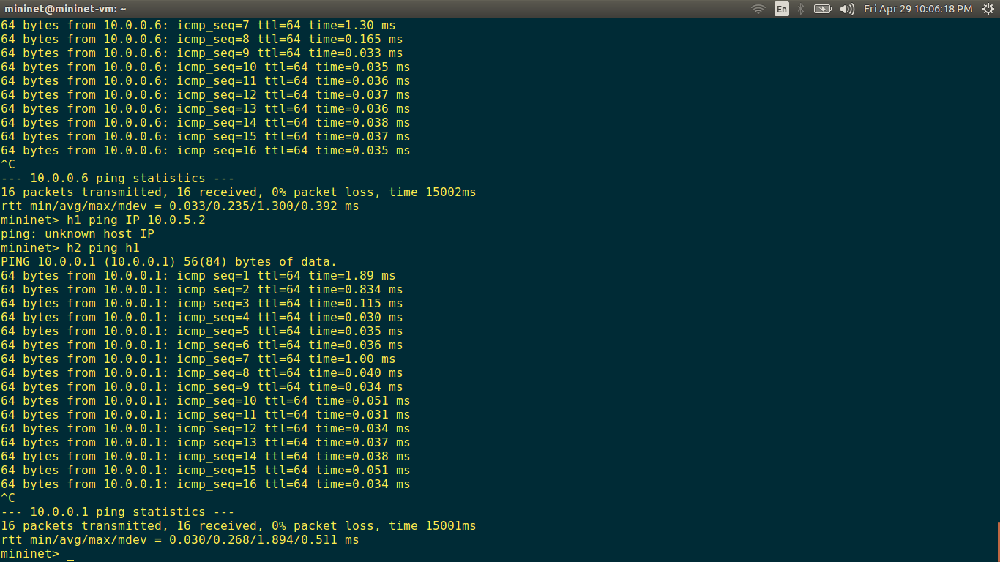 mininet@mininet-vm: ~
En
Fri Apr 29 10:06:18 PM
64 bytes from 10.0.0.6: icmp_seq=7 ttl=64 time=1.30 ms
64 bytes from 10.0.0.6: icmp_seq=8 ttl=64 time=0.165 ms
64 bytes from 10.0.0.6: icmp_seq=9 ttl=64 time=0.033 ms
64 bytes from 10.0.0.6: icmp_seq=10 ttl=64 time=0.035 ms
64 bytes from 10.0.0.6: icmp_seq=11 ttl=64 time=0.036 ms
64 bytes from 10.0.0.6: icmp_seq=12 ttl=64 time=0.037 ms
64 bytes from 10.0.0.6: icmp_seq=13 ttl=64 time=0.036 ms
64 bytes from 10.0.0.6: icmp_seq=14 ttl=64 time=0.038 ms
64 bytes from 10.0.0.6: icmp_seq=15 ttl=64 time=0.037 ms
64 bytes from 10.0.0.6: icmp_seq=16 ttl=64 time=0.035 ms
^C
--- 10.0.0.6 ping statistics ---
16 packets transmitted, 16 received, 0% packet loss, time 15002ms
rtt min/avg/max/mdev = 0.033/0.235/1.300/0.392 ms
mininet> h1 ping IP 10.0.5.2
ping: unknown host IP
mininet> h2 ping h1
PING 10.0.0.1 (10.0.0.1) 56(84) bytes of data.
64 bytes from 10.0.0.1: icmp_seq=1 ttl=64 time=1.89 ms
64 bytes from 10.0.0.1: icmp_seq=2 ttl=64 time=0.834 ms
64 bytes from 10.0.0.1: icmp_seq=3 ttl=64 time=0.115 ms
64 bytes from 10.0.0.1: icmp_seq=4 ttl=64 time=0.030 ms
64 bytes from 10.0.0.1: icmp_seq=5 ttl=64 time=0.035 ms
64 bytes from 10.0.0.1: icmp_seq=6 ttl=64 time=0.036 ms
64 bytes from 10.0.0.1: icmp_seq=7 ttl=64 time=1.00 ms
64 bytes from 10.0.0.1: icmp_seq=8 ttl=64 time=0.040 ms
64 bytes from 10.0.0.1: icmp_seq=9 ttl=64 time=0.034 ms
64 bytes from 10.0.0.1: icmp_seq=10 ttl=64 time=0.051 ms
64 bytes from 10.0.0.1: icmp_seq=11 ttl=64 time=0.031 ms
64 bytes from 10.0.0.1: icmp_seq=12 ttl=64 time=0.034 ms
64 bytes from 10.0.0.1: icmp_seq=13 ttl=64 time=0.037 ms
64 bytes from 10.0.0.1: icmp_seq=14 ttl=64 time=0.038 ms
64 bytes from 10.0.0.1: icmp_seq=15 ttl=64 time=0.051 ms
64 bytes from 10.0.0.1: icmp_seq=16 ttl=64 time=0.034 ms
^C
--- 10.0.0.1 ping statistics ---
16 packets transmitted, 16 received, 0% packet loss, time 15001ms
rtt min/avg/max/mdev = 0.030/0.268/1.894/0.511 ms
mininet> _